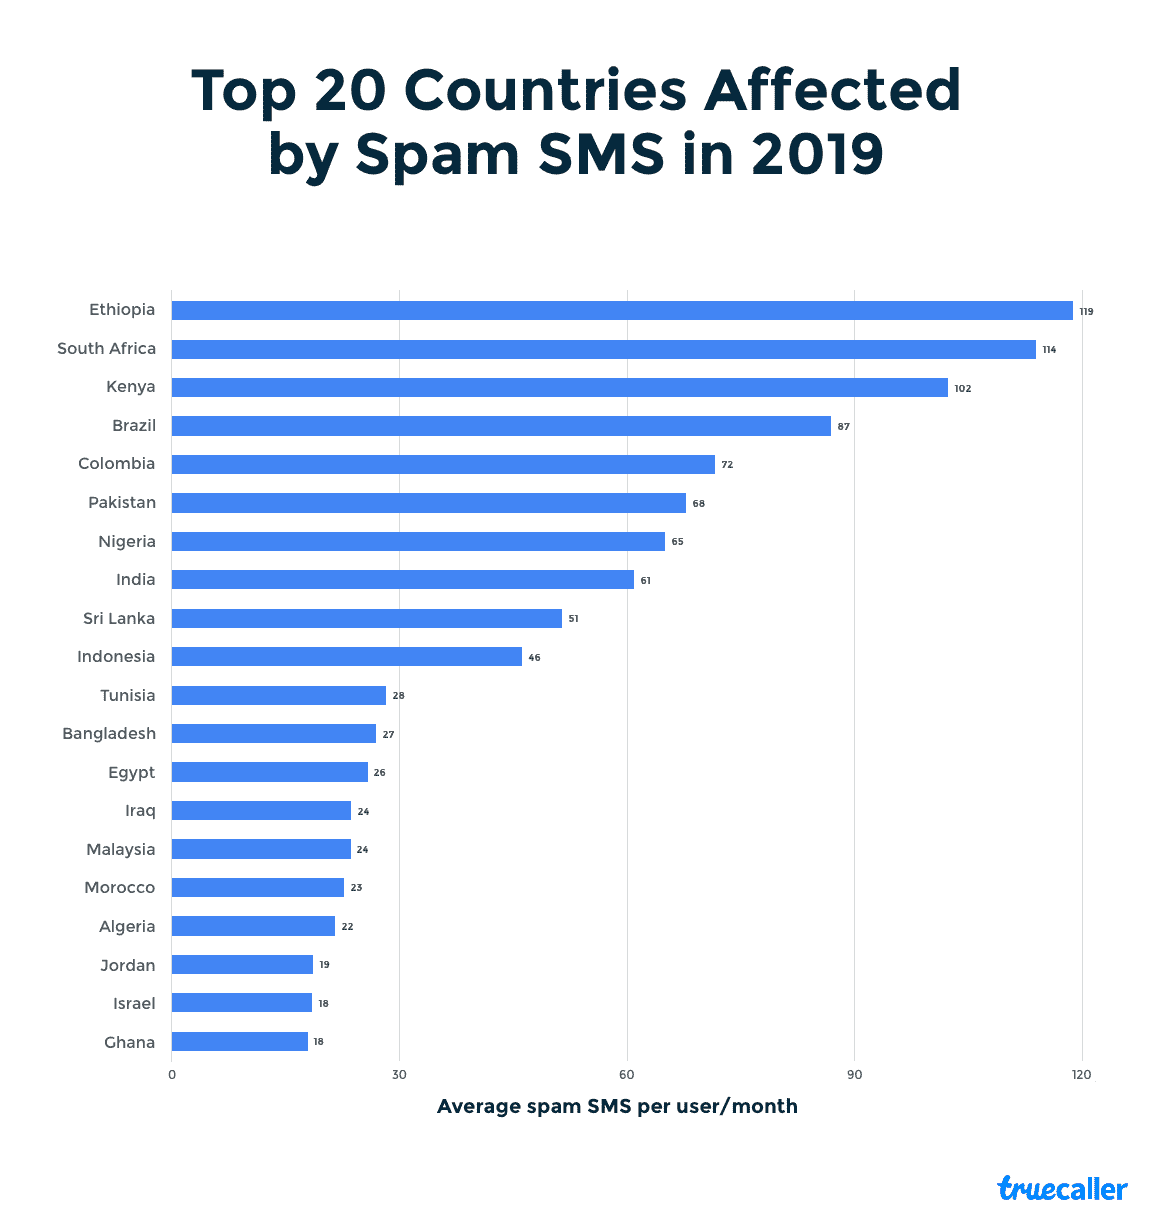 Top 20 Countries Affected
by Spam SMS in 2019
Ethiopia 119
South Africa 114
Kenya 102
Brazil 87
Colombia 72
Pakistan 68
Nigeria 65
India 61
Sri Lanka 51
Indonesia 46
Tunisia 28
Bangladesh 27
Egypt 26
Iraq 24
Malaysia 24
Morocco 23
Algeria 22
Jordan 19
Israel 18
Ghana 18
0 30 60 90 120
Average spam SMS per user/month
truecaller